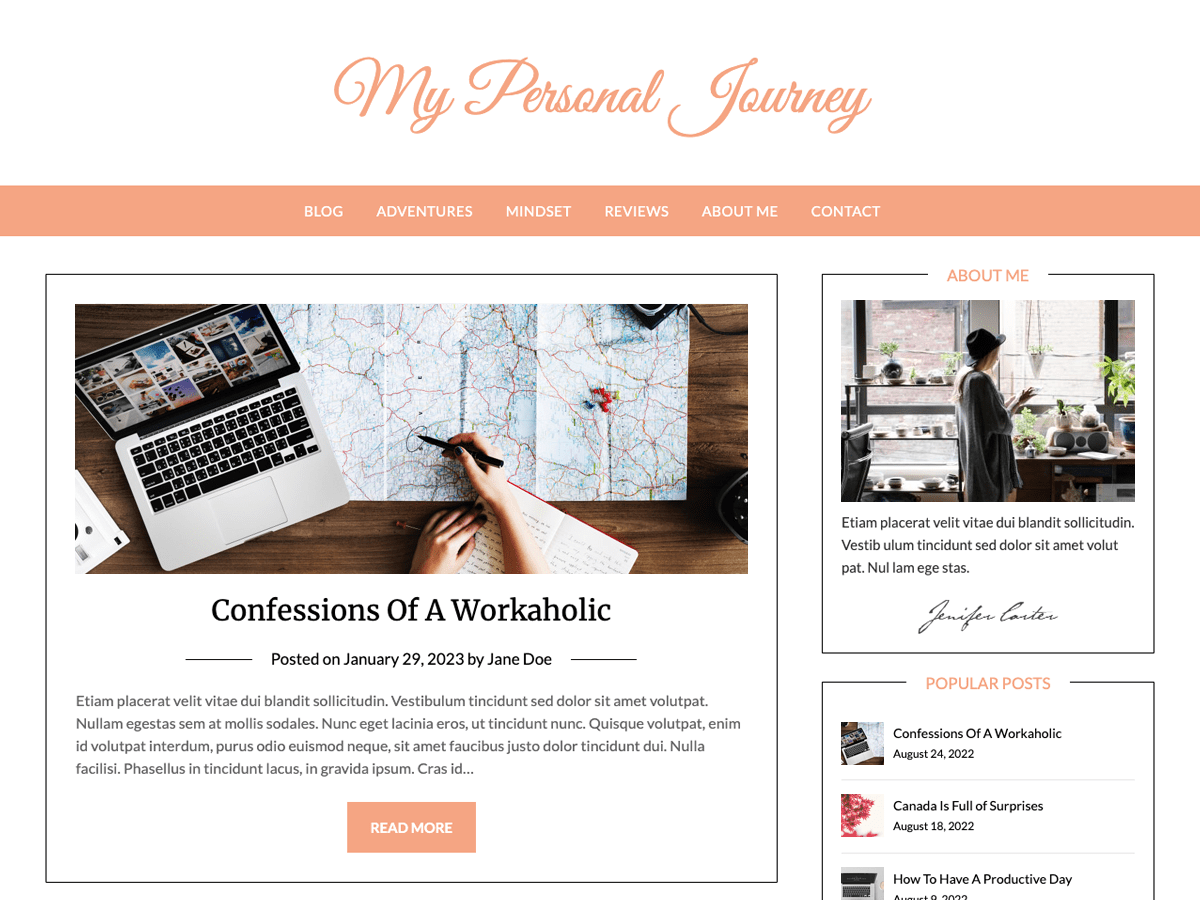 My Personal Journey
BLOG ADVENTURES MINDSET REVIEWS ABOUT ME CONTACT
Confessions Of A Workaholic
Posted on January 29, 2023 by Jane Doe
Etiam placerat velit vitae dui blandit sollicitudin. Vestibulum tincidunt sed dolor sit amet volutpat.
Nullam egestas sem at mollis sodales. Nunc eget lacinia eros, ut tincidunt nunc. Quisque volutpat, enim
id volutpat interdum, purus odio euismod neque, sit amet faucibus justo dolor tincidunt dui. Nulla
facilisi. Phasellus in tincidunt lacus, in gravida ipsum. Cras id...
READ MORE
ABOUT ME
Etiam placerat velit vitae dui blandit sollicitudin.
Vestib ulum tincidunt sed dolor sit amet volut
pat. Nul lam ege stas.
Jenifer Carter
POPULAR POSTS
Confessions Of A Workaholic
August 24, 2022
Canada Is Full of Surprises
August 18, 2022
How To Have A Productive Day
August 9, 2022